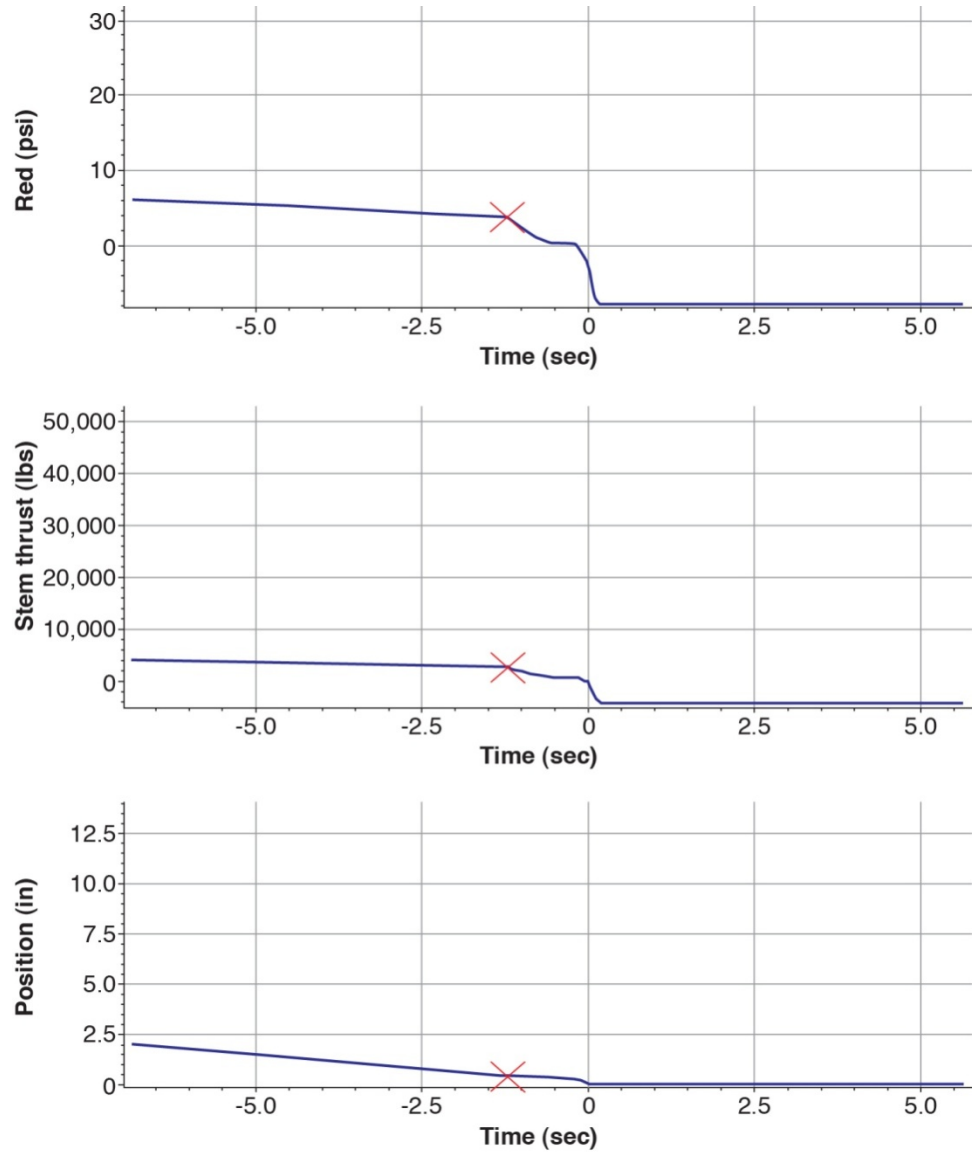 30
20
10
0
Red (psi)
-5.0 -2.5 0 2.5 5.0
Time (sec)
50,000
40,000
30,000
20,000
10,000
0
Stem thrust (lbs)
-5.0 -2.5 0 2.5 5.0
Time (sec)
12.5
10.0
7.5
5.0
2.5
0
Position (in)
-5.0 -2.5 0 2.5 5.0
Time (sec)